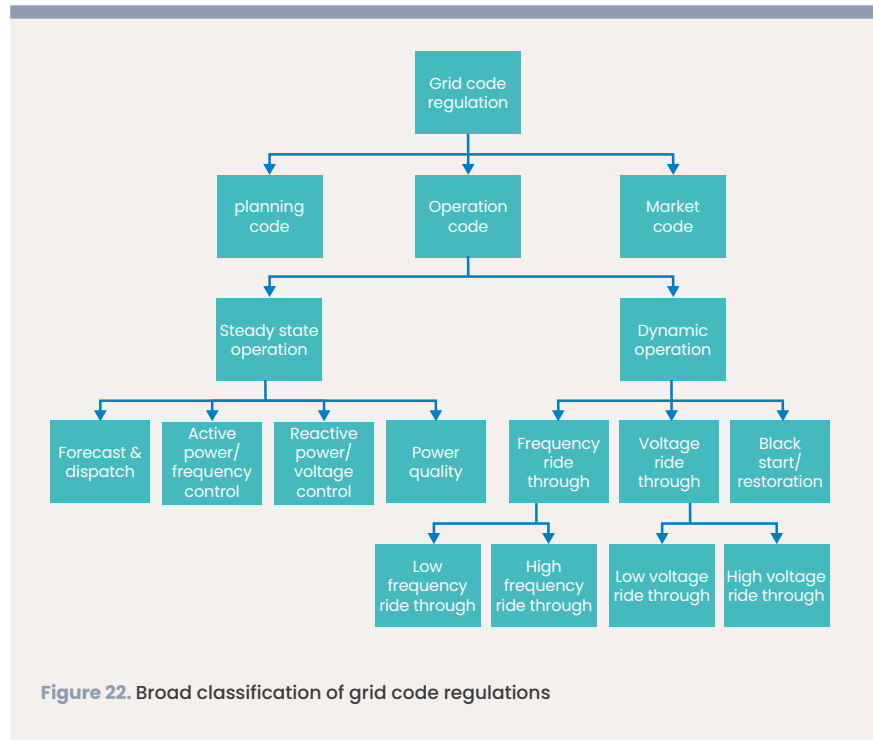 Grid code
regulation
planning
code
Operation
code
Market
code
Steady state
operation
Dynamic
operation
Forecast &
dispatch
Active
power/
frequency
control
Reactive
power/
voltage
control
Power
quality
Frequency
ride
through
Voltage
ride
through
Black
start/
restoration
Low
frequency
ride through
High
frequency
ride through
Low voltage
ride through
High voltage
ride through
Figure 22. Broad classification of grid code regulations